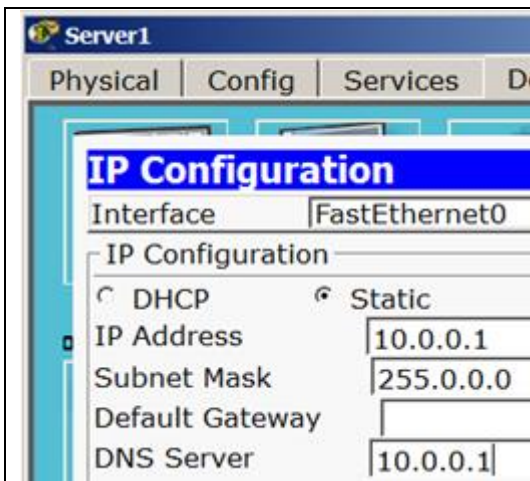 Server1
Physical Config Services
IP Configuration
Interface FastEthernet0
IP Configuration
DHCP Static
IP Address 10.0.0.1
Subnet Mask 255.0.0.0
Default Gateway
DNS Server 10.0.0.1